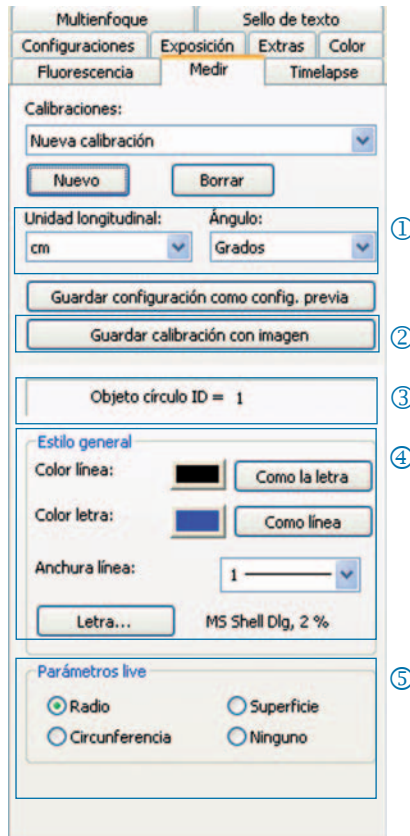 Multienfoque Sello de texto
Configuraciones Exposición Extras Color
Fluorescencia Medir Timelapse
Calibraciones:
Nueva calibración
Nuevo Borrar
Unidad longitudinal: Ángulo:
cm Grados
①
Guardar configuración como config. previa
Guardar calibración con imagen
②
Objeto círculo ID = 1
③
Estilo general
④
Color línea: Como la letra
Color letra: Como línea
Anchura línea: 1
Letra... MS Shell Dlg, 2 %
Parámetros live
⑤
Radio Superficie
Circunferencia Ninguno